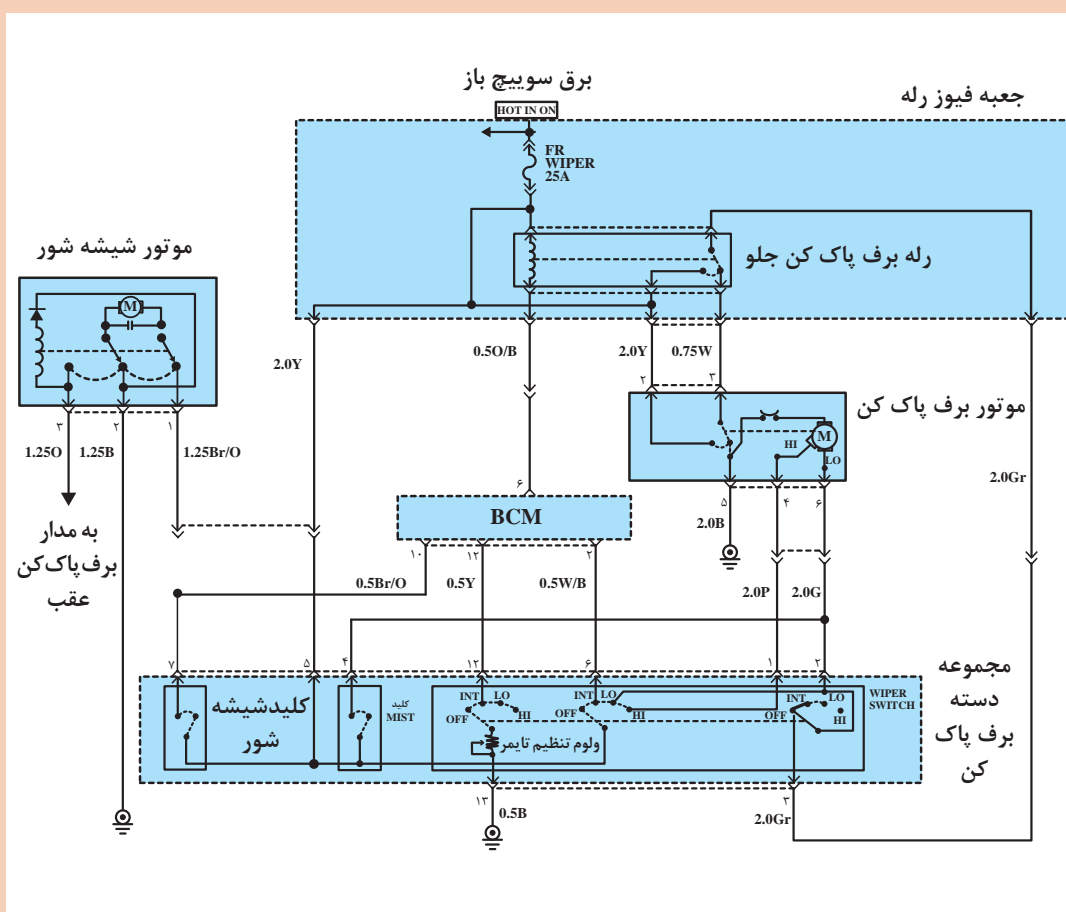 برق سوییچ باز
HOT IN ON
جعبه فیوز رله
FR
WIPER
25A
رله برف پاک کن جلو
موتور شیشه شور
M
۳
۲
۱
1.25O
1.25B
1.25Br/O
به مدار
برف‌پاک‌کن
عقب
2.0Y
0.5O/B
2.0Y
0.75W
۲
۳
موتور برف پاک کن
HI
M
LO
۵
۴
۶
2.0B
2.0Gr
۶
BCM
۱۰
۱۲
۲
0.5Br/O
0.5Y
0.5W/B
2.0P
2.0G
۷
۵
۴
۱۲
۶
۱
۲
مجموعه
دسته
برف پاک
کن
کلیدشیشه
شور
کلید
MIST
INT
LO
OFF
HI
ولوم تنظیم تایمر
INT
LO
OFF
HI
INT
LO
OFF
HI
WIPER
SWITCH
۱۳
0.5B
۳
2.0Gr